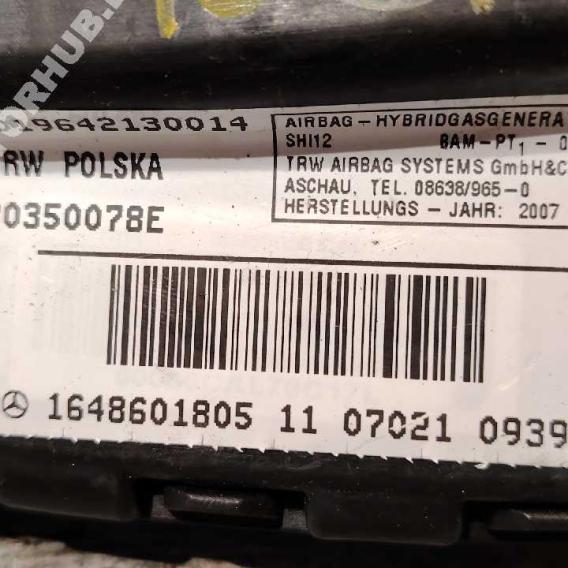 ORHUB.
19642130014
RW POLSKA
0350078E
AIRBAG - HYBRIDGASGENERA
SHI12 BAM-PT1 - 0
TRW AIRBAG SYSTEMS GmbH&C
ASCHAU, TEL. 08638/965-0
HERSTELLUNGS - JAHR: 2007
1648601805 11 07021 0939